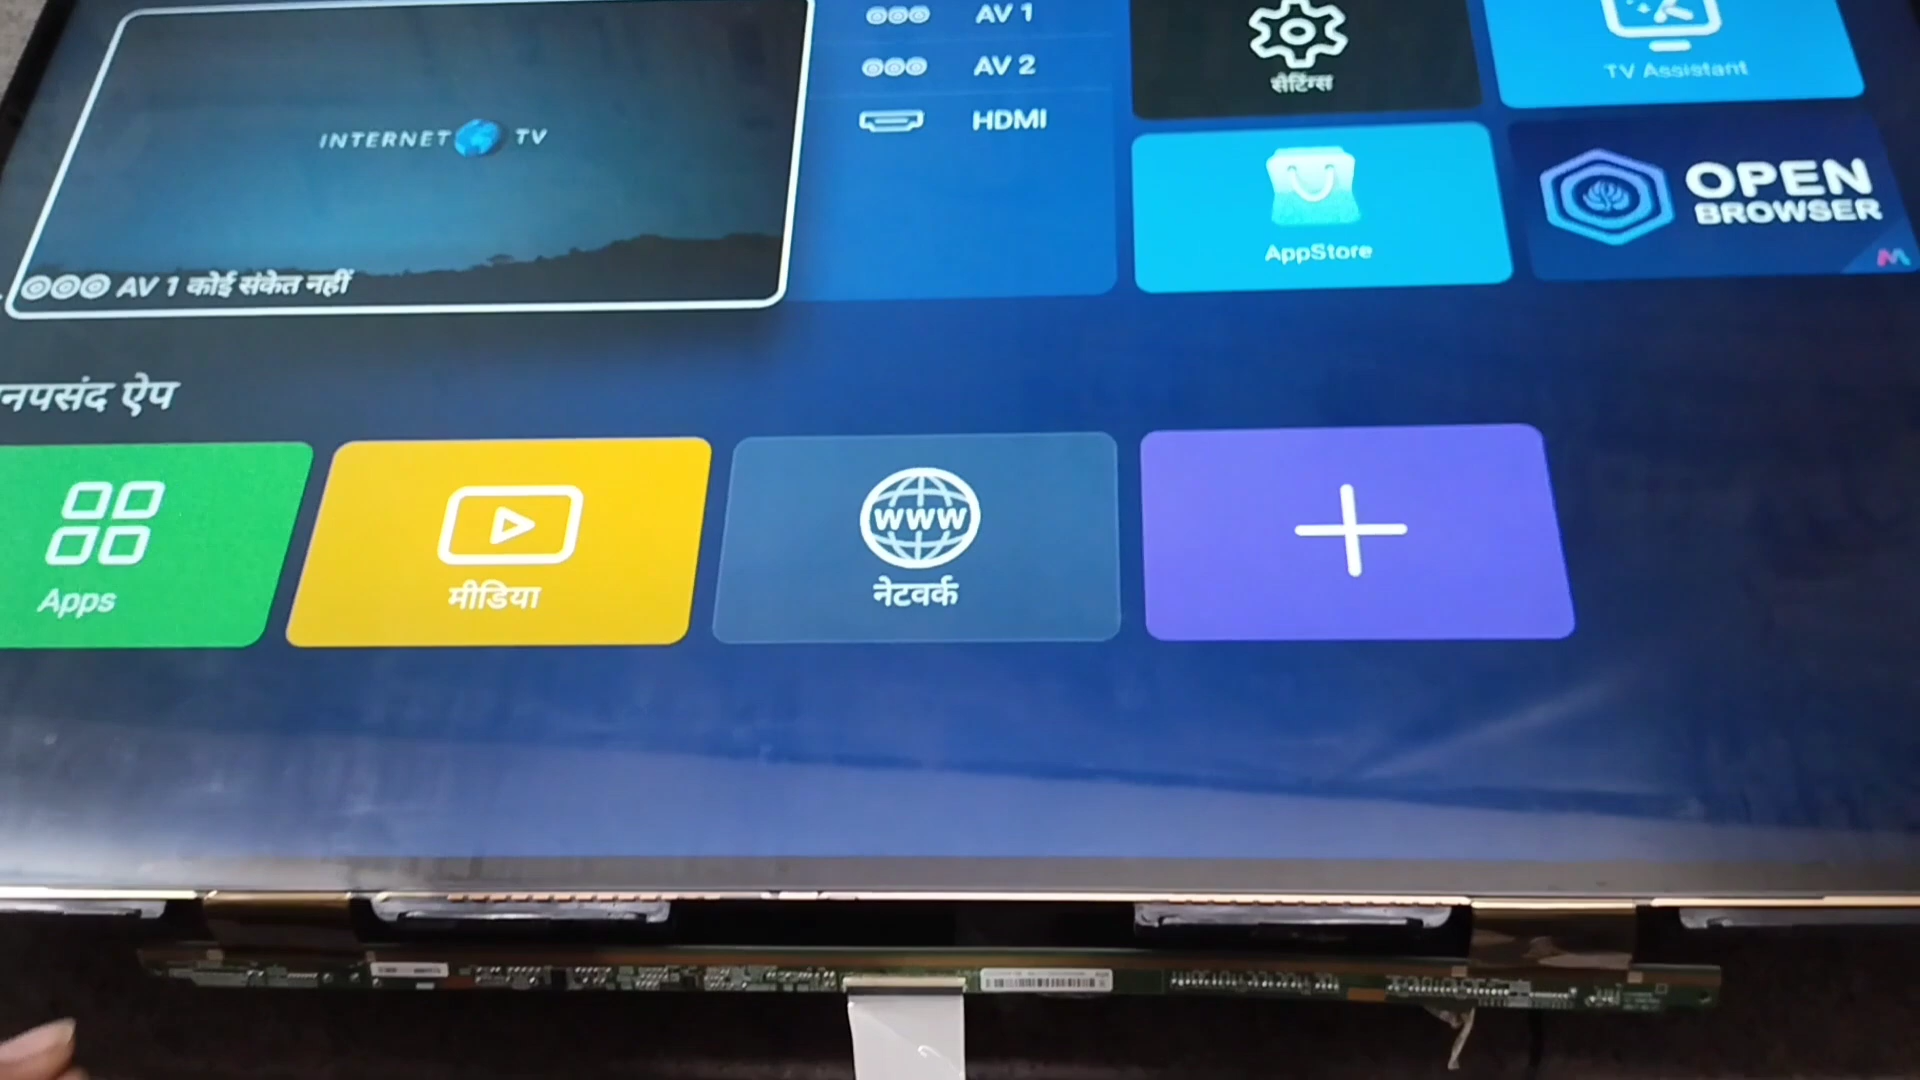 AV 1
AV 2
HDMI
सेटिंग्स
TV Assistant
INTERNET TV
AV 1 कोई संकेत नहीं
AppStore
OPEN
BROWSER
नपसंद ऐप
Apps
मीडिया
WWW
नेटवर्क